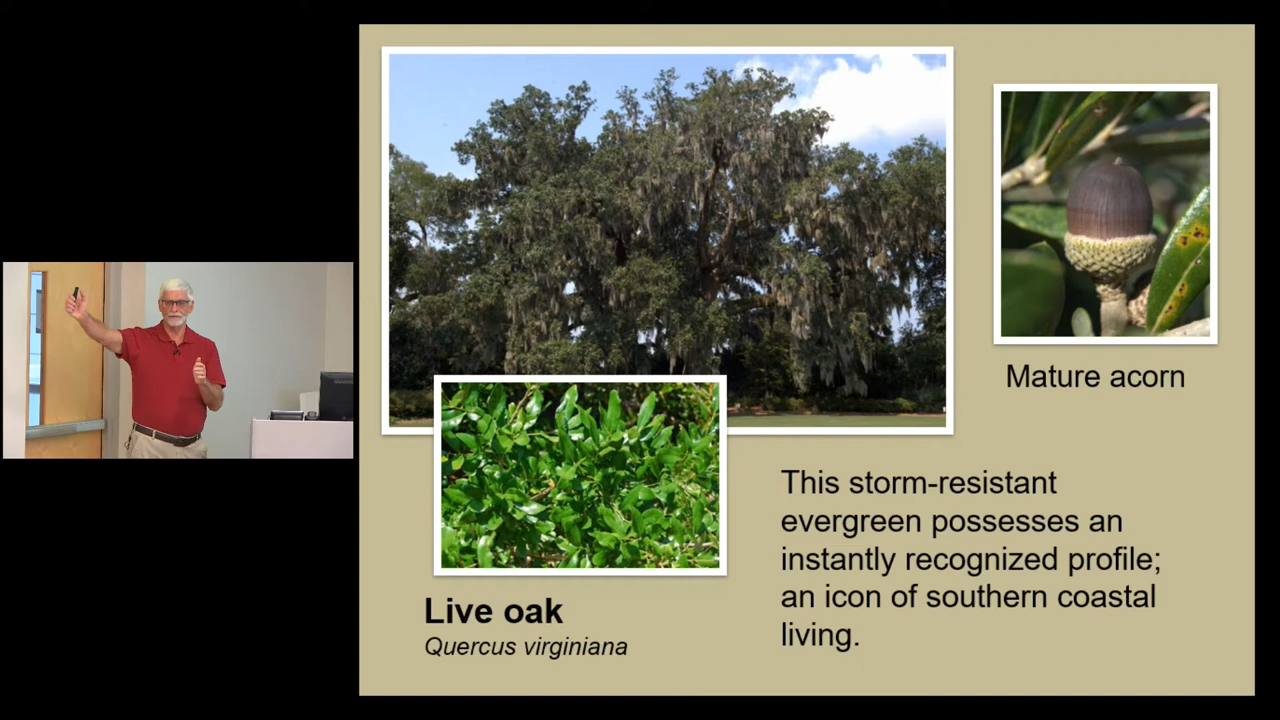 Mature acorn
This storm-resistant
evergreen possesses an
instantly recognized profile;
an icon of southern coastal
living.
Live oak
Quercus virginiana